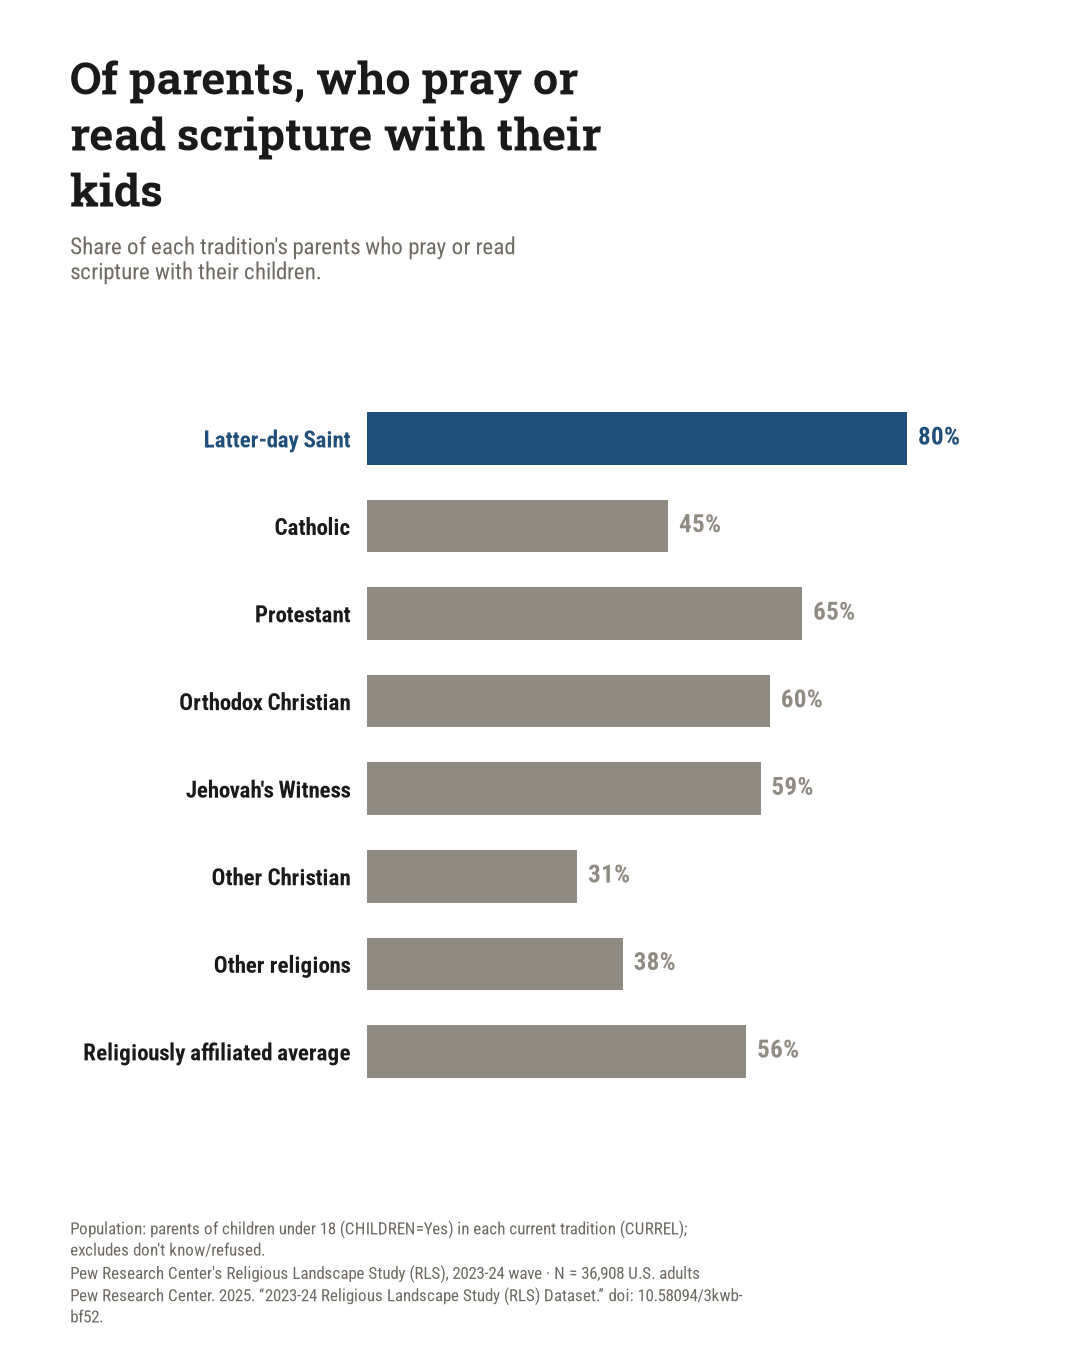 Of parents, who pray or
read scripture with their
kids
Share of each tradition's parents who pray or read
scripture with their children.
Latter-day Saint 80%
Catholic 45%
Protestant 65%
Orthodox Christian 60%
Jehovah's Witness 59%
Other Christian 31%
Other religions 38%
Religiously affiliated average 56%
Population: parents of children under 18 (CHILDREN=Yes) in each current tradition (CURREL);
excludes don't know/refused.
Pew Research Center's Religious Landscape Study (RLS), 2023-24 wave · N = 36,908 U.S. adults
Pew Research Center. 2025. “2023-24 Religious Landscape Study (RLS) Dataset.” doi: 10.58094/3kwb-
bf52.